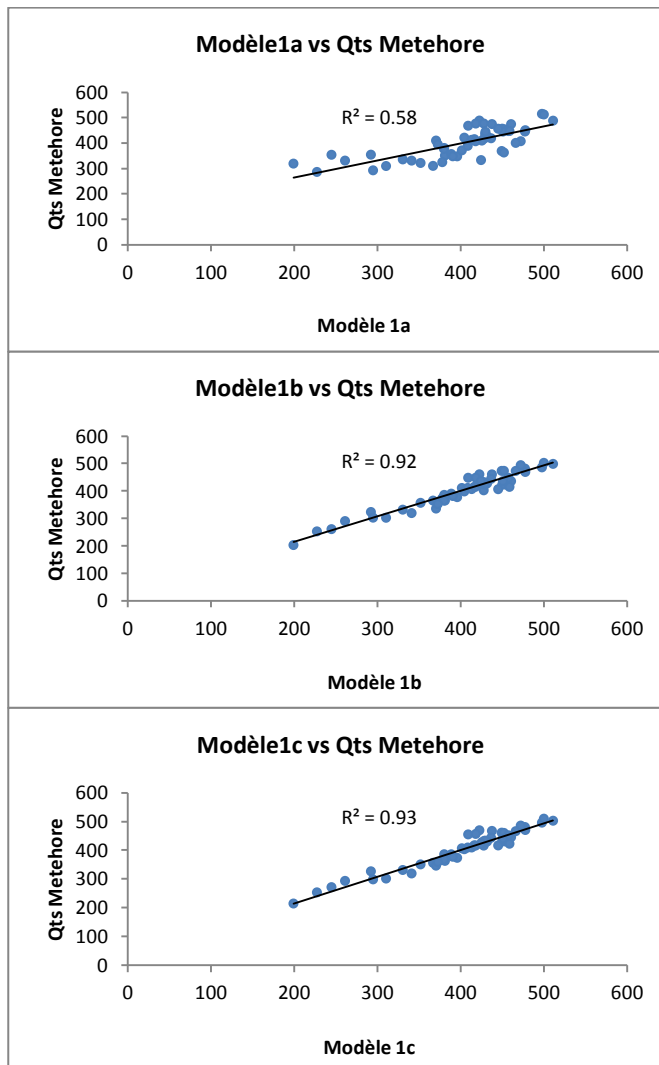 Modèle1a vs Qts Metehore
R² = 0.58
Qts Metehore
600
500
400
300
200
100
0
0 100 200 300 400 500 600
Modèle 1a
Modèle1b vs Qts Metehore
R² = 0.92
Qts Metehore
600
500
400
300
200
100
0
0 100 200 300 400 500 600
Modèle 1b
Modèle1c vs Qts Metehore
R² = 0.93
Qts Metehore
600
500
400
300
200
100
0
0 100 200 300 400 500 600
Modèle 1c